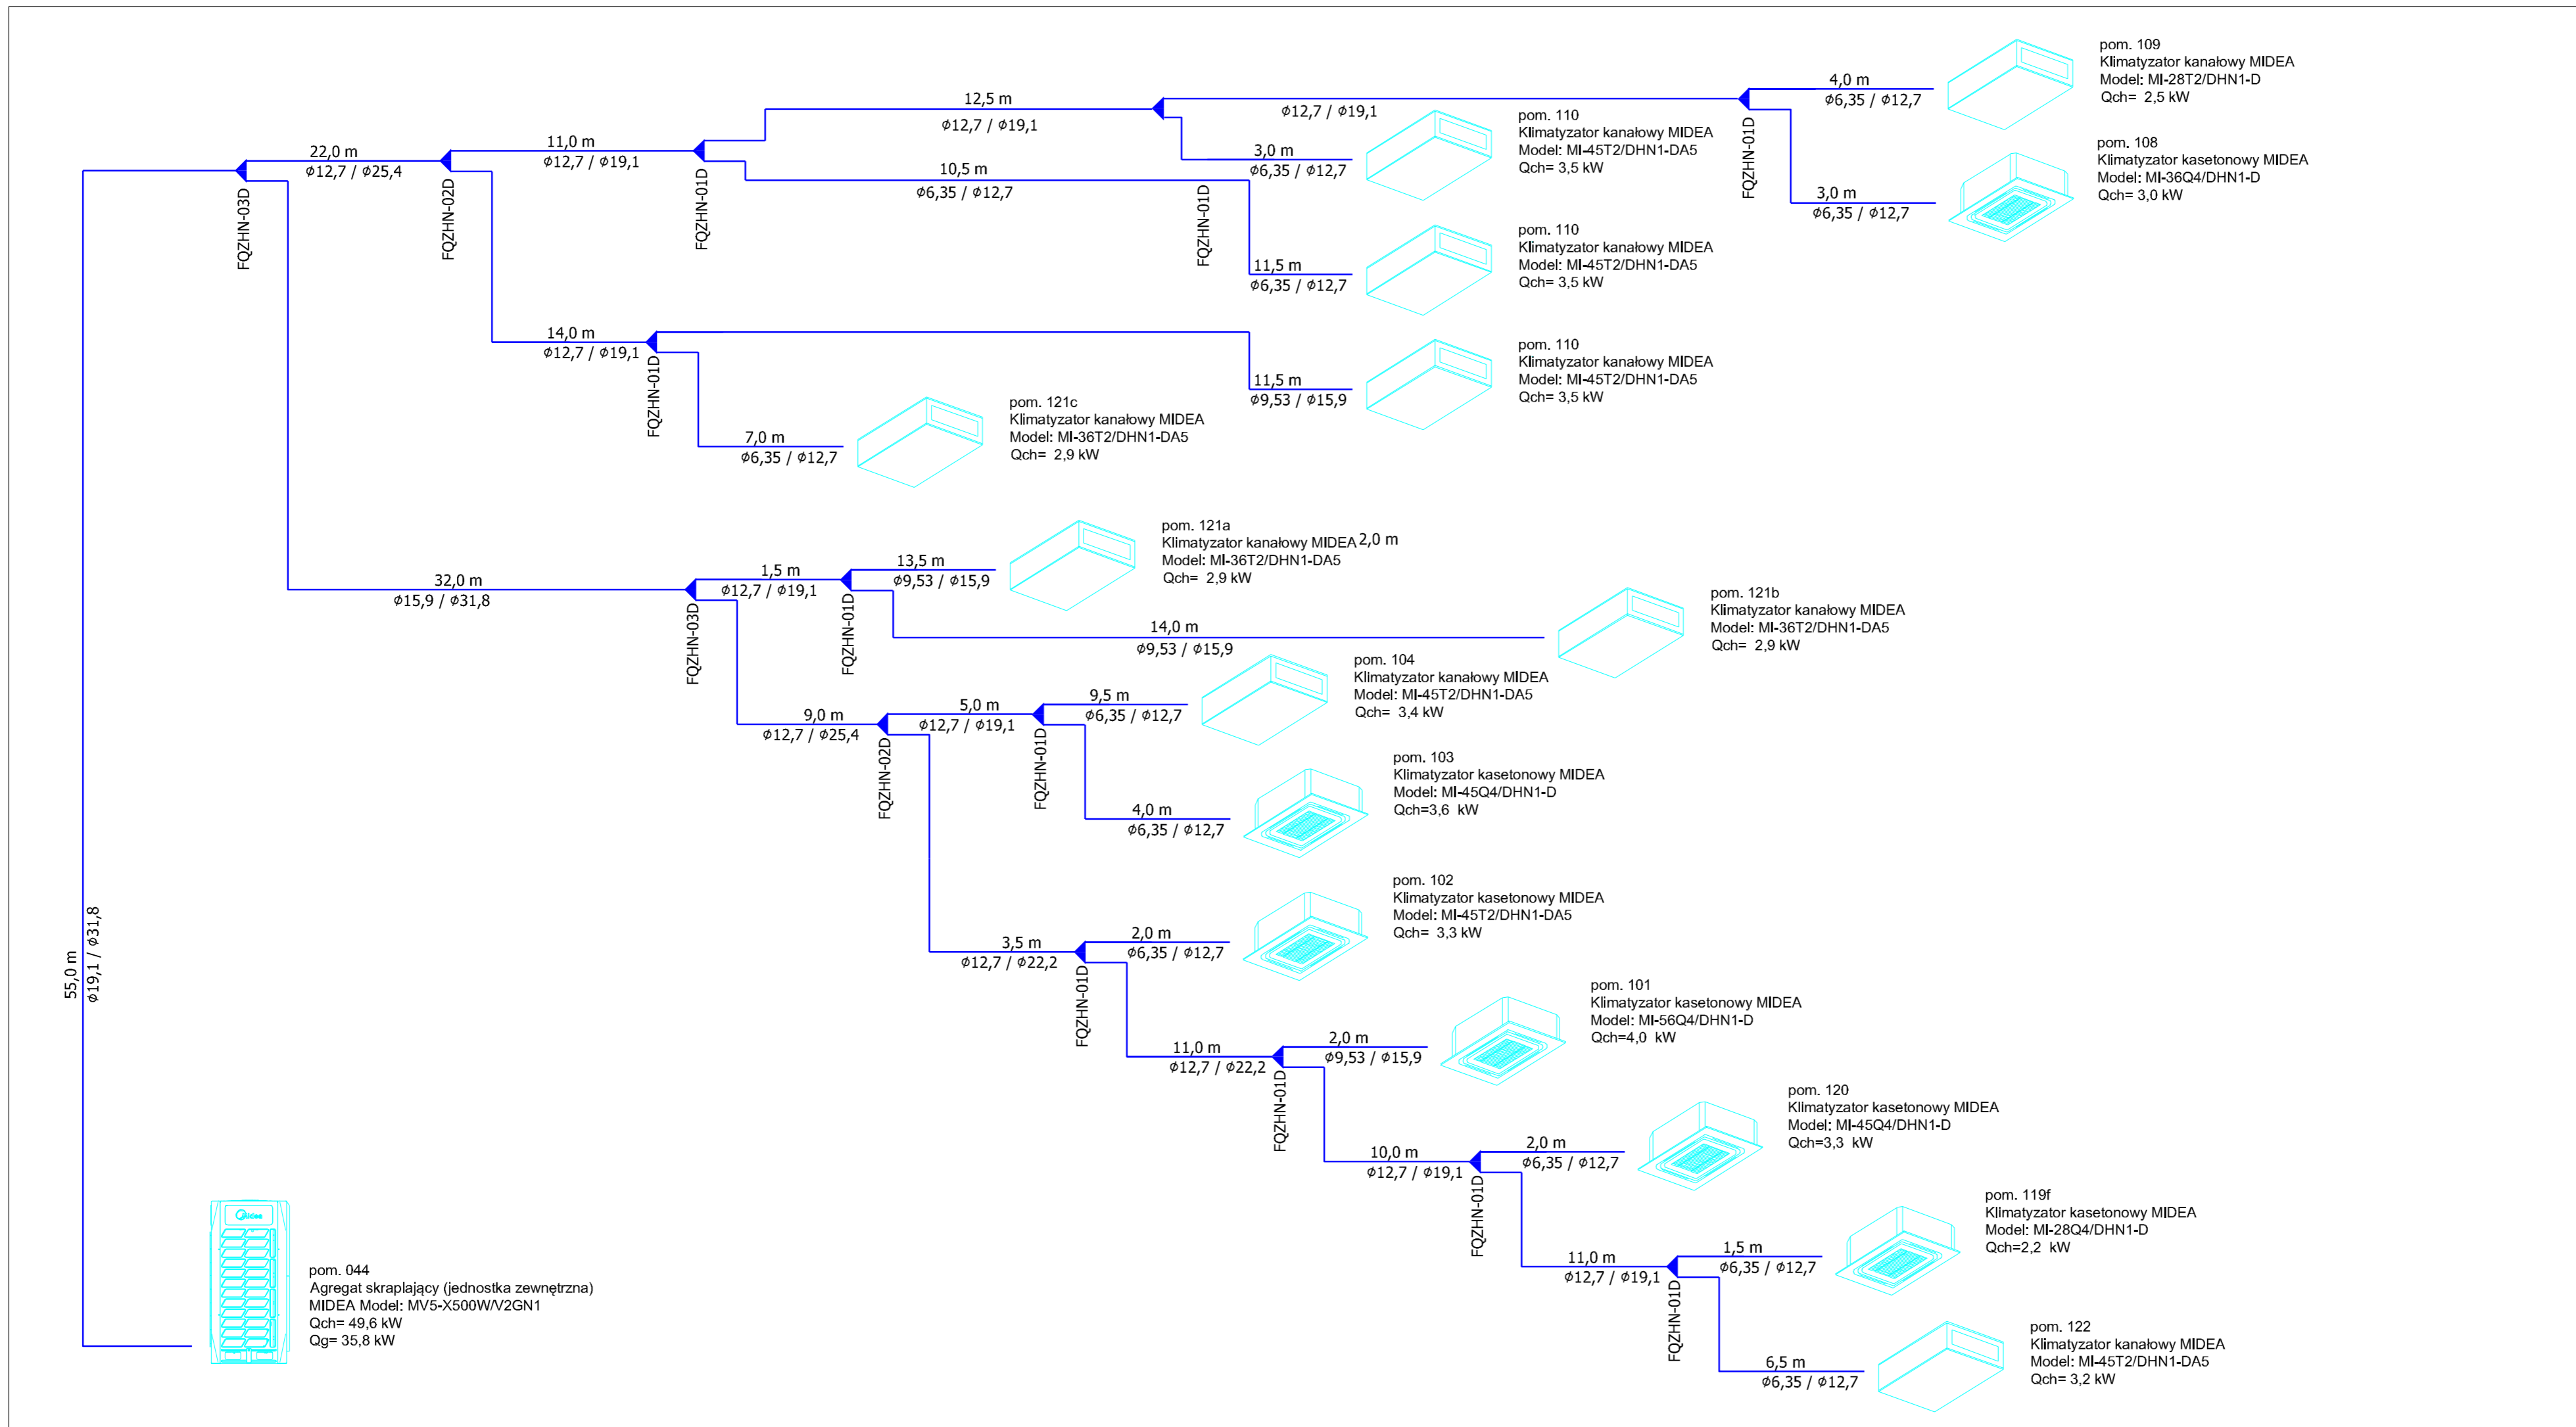 pom. 109
Klimatyzator kanałowy MIDEA
Model: MI-28T2/DHN1-D
Qch= 2,5 kW
4,0 m
ϕ6,35 / ϕ12,7
12,5 m
ϕ12,7 / ϕ19,1
ϕ12,7 / ϕ19,1
FQZHN-01D
pom. 108
Klimatyzator kasetonowy MIDEA
Model: MI-36Q4/DHN1-D
Qch= 3,0 kW
3,0 m
ϕ6,35 / ϕ12,7
pom. 110
Klimatyzator kanałowy MIDEA
Model: MI-45T2/DHN1-DA5
Qch= 3,5 kW
3,0 m
ϕ6,35 / ϕ12,7
22,0 m
ϕ12,7 / ϕ25,4
11,0 m
ϕ12,7 / ϕ19,1
10,5 m
ϕ6,35 / ϕ12,7
FQZHN-03D
FQZHN-02D
FQZHN-01D
FQZHN-01D
pom. 110
Klimatyzator kanałowy MIDEA
Model: MI-45T2/DHN1-DA5
Qch= 3,5 kW
11,5 m
ϕ6,35 / ϕ12,7
14,0 m
ϕ12,7 / ϕ19,1
FQZHN-01D
pom. 110
Klimatyzator kanałowy MIDEA
Model: MI-45T2/DHN1-DA5
Qch= 3,5 kW
11,5 m
ϕ9,53 / ϕ15,9
pom. 121c
Klimatyzator kanałowy MIDEA
Model: MI-36T2/DHN1-DA5
Qch= 2,9 kW
7,0 m
ϕ6,35 / ϕ12,7
pom. 121a
Klimatyzator kanałowy MIDEA 2,0 m
Model: MI-36T2/DHN1-DA5
Qch= 2,9 kW
13,5 m
ϕ9,53 / ϕ15,9
32,0 m
ϕ15,9 / ϕ31,8
1,5 m
ϕ12,7 / ϕ19,1
FQZHN-03D
FQZHN-01D
14,0 m
ϕ9,53 / ϕ15,9
pom. 121b
Klimatyzator kanałowy MIDEA
Model: MI-36T2/DHN1-DA5
Qch= 2,9 kW
pom. 104
Klimatyzator kanałowy MIDEA
Model: MI-45T2/DHN1-DA5
Qch= 3,4 kW
9,5 m
ϕ6,35 / ϕ12,7
9,0 m
ϕ12,7 / ϕ25,4
5,0 m
ϕ12,7 / ϕ19,1
FQZHN-02D
FQZHN-01D
pom. 103
Klimatyzator kasetonowy MIDEA
Model: MI-45Q4/DHN1-D
Qch=3,6 kW
4,0 m
ϕ6,35 / ϕ12,7
pom. 102
Klimatyzator kasetonowy MIDEA
Model: MI-45T2/DHN1-DA5
Qch= 3,3 kW
3,5 m
ϕ12,7 / ϕ22,2
2,0 m
ϕ6,35 / ϕ12,7
FQZHN-01D
55,0 m
ϕ19,1 / ϕ31,8
pom. 101
Klimatyzator kasetonowy MIDEA
Model: MI-56Q4/DHN1-D
Qch=4,0 kW
11,0 m
ϕ12,7 / ϕ22,2
2,0 m
ϕ9,53 / ϕ15,9
FQZHN-01D
pom. 120
Klimatyzator kasetonowy MIDEA
Model: MI-45Q4/DHN1-D
Qch=3,3 kW
10,0 m
ϕ12,7 / ϕ19,1
2,0 m
ϕ6,35 / ϕ12,7
FQZHN-01D
pom. 119f
Klimatyzator kasetonowy MIDEA
Model: MI-28Q4/DHN1-D
Qch=2,2 kW
11,0 m
ϕ12,7 / ϕ19,1
1,5 m
ϕ6,35 / ϕ12,7
FQZHN-01D
pom. 122
Klimatyzator kanałowy MIDEA
Model: MI-45T2/DHN1-DA5
Qch= 3,2 kW
6,5 m
ϕ6,35 / ϕ12,7
Midea
pom. 044
Agregat skraplający (jednostka zewnętrzna)
MIDEA Model: MV5-X500W/V2GN1
Qch= 49,6 kW
Qg= 35,8 kW